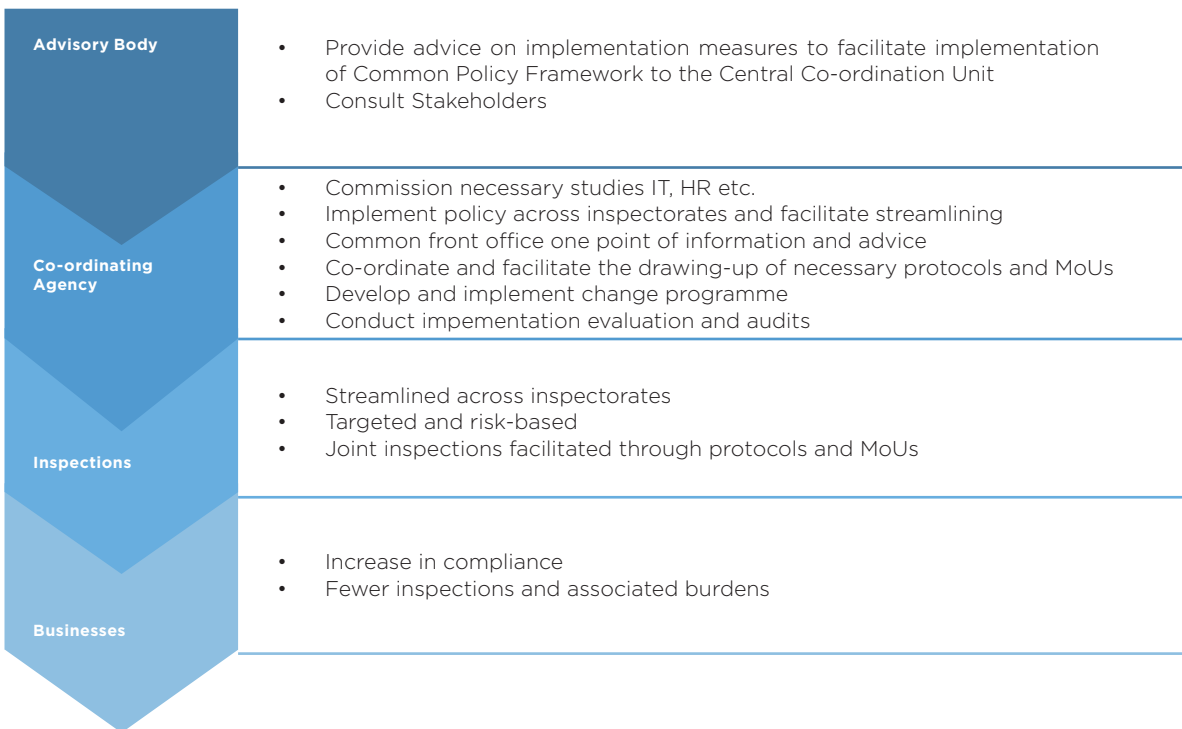 Advisory Body
• Provide advice on implementation measures to facilitate implementation
of Common Policy Framework to the Central Co-ordination Unit
• Consult Stakeholders
Co-ordinating
Agency
• Commission necessary studies IT, HR etc.
• Implement policy across inspectorates and facilitate streamlining
• Common front office one point of information and advice
• Co-ordinate and facilitate the drawing-up of necessary protocols and MoUs
• Develop and implement change programme
• Conduct impementation evaluation and audits
Inspections
• Streamlined across inspectorates
• Targeted and risk-based
• Joint inspections facilitated through protocols and MoUs
Businesses
• Increase in compliance
• Fewer inspections and associated burdens